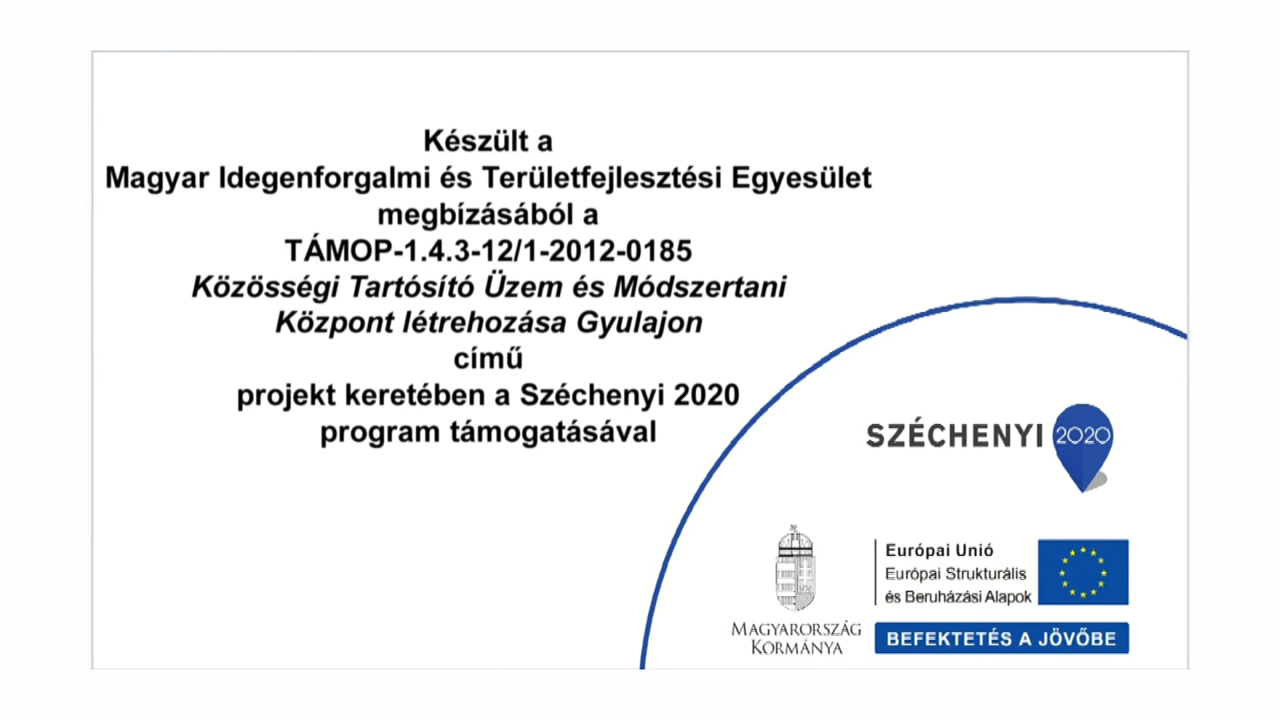 Készült a
Magyar Idegenforgalmi és Területfejlesztési Egyesület
megbízásából a
TÁMOP-1.4.3-12/1-2012-0185
Közösségi Tartósító Üzem és Módszertani
Központ létrehozása Gyulajon
című
projekt keretében a Széchenyi 2020
program támogatásával
SZÉCHENYI 2020
Európai Unió
Európai Strukturális
és Beruházási Alapok
MAGYARORSZÁG
KORMÁNYA
BEFEKTETÉS A JÖVŐBE